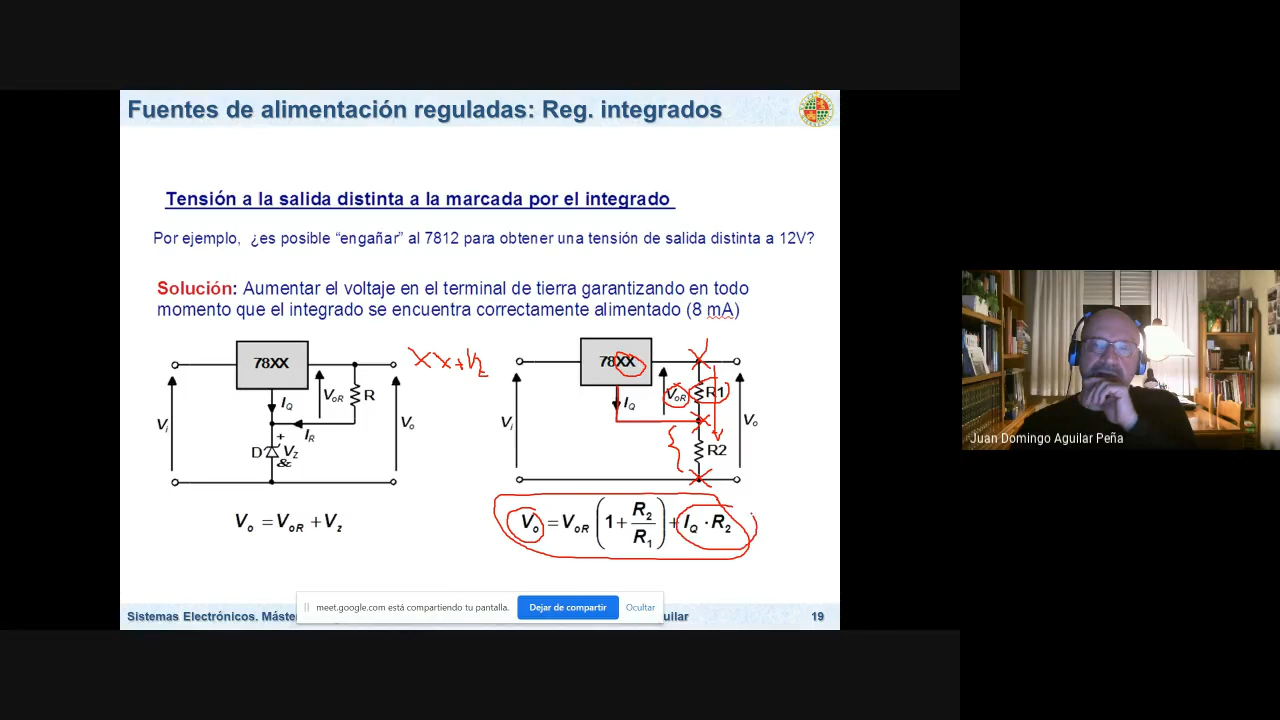 Fuentes de alimentación reguladas: Reg. integrados
Tensión a la salida distinta a la marcada por el integrado
Por ejemplo, ¿es posible “engañar” al 7812 para obtener una tensión de salida distinta a 12V?
Solución: Aumentar el voltaje en el terminal de tierra garantizando en todo
momento que el integrado se encuentra correctamente alimentado (8 mA)
78XX
IQ
VoR
R
IR
+
D
VZ
&
Vi
Vo
XX+VZ
Vo = VoR + Vz
78XX
IQ
VoR
R1
R2
Vi
Vo
Vo = VoR (1 + R2/R1) + IQ · R2
meet.google.com está compartiendo tu pantalla.
Dejar de compartir
Ocultar
Sistemas Electrónicos. Máste
uilar
19
Juan Domingo Aguilar Peña